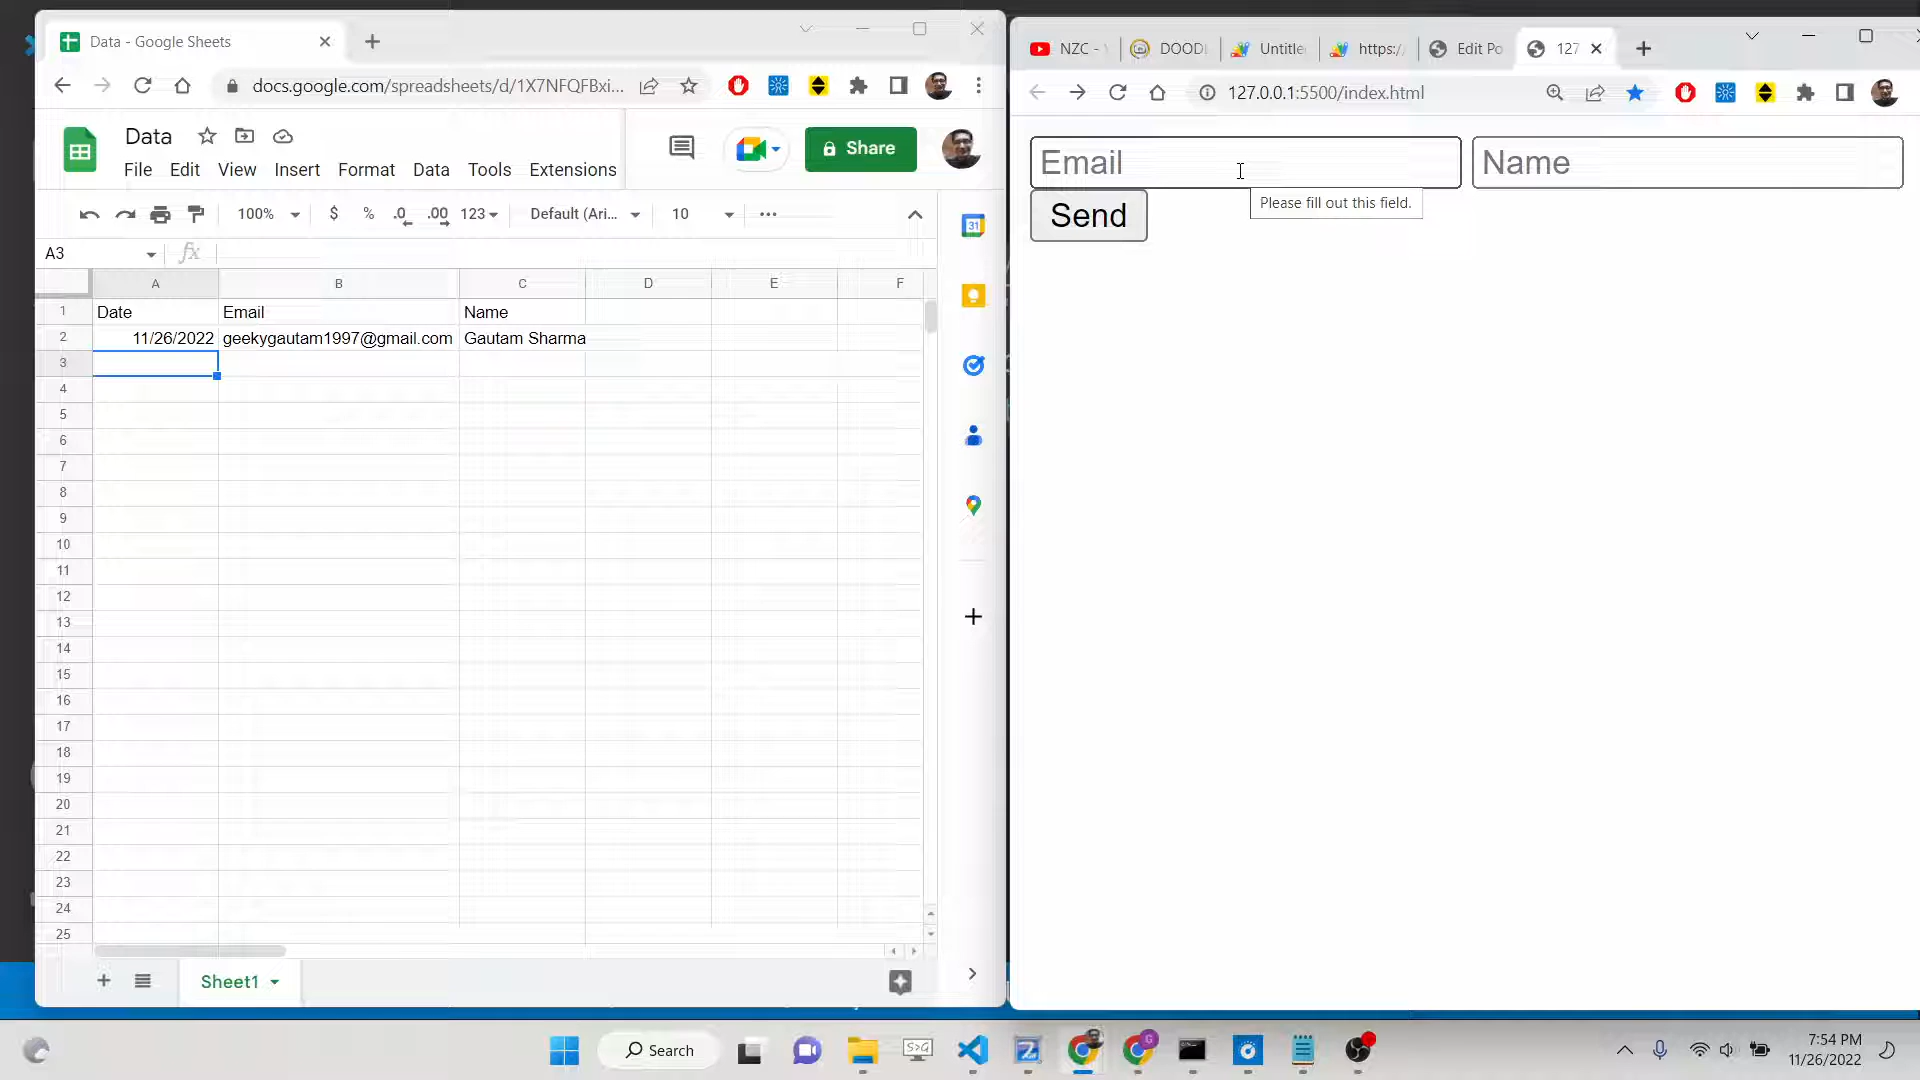 Data - Google Sheets
docs.google.com/spreadsheets/d/1X7NFQFBxi...
Data
File Edit View Insert Format Data Tools Extensions
Share
100% $ % .0 .00 123 Default (Ari... 10
A3 fx
A B C D E F
1 Date Email Name
2 11/26/2022 geekygautam1997@gmail.com Gautam Sharma
3
4
5
6
7
8
9
10
11
12
13
14
15
16
17
18
19
20
21
22
23
24
25
Sheet1
31
NZC -
DOODL
Untitle
https:/
Edit Po
127
127.0.0.1:5500/index.html
Email Name
Please fill out this field.
Send
Search
G
7:54 PM
11/26/2022